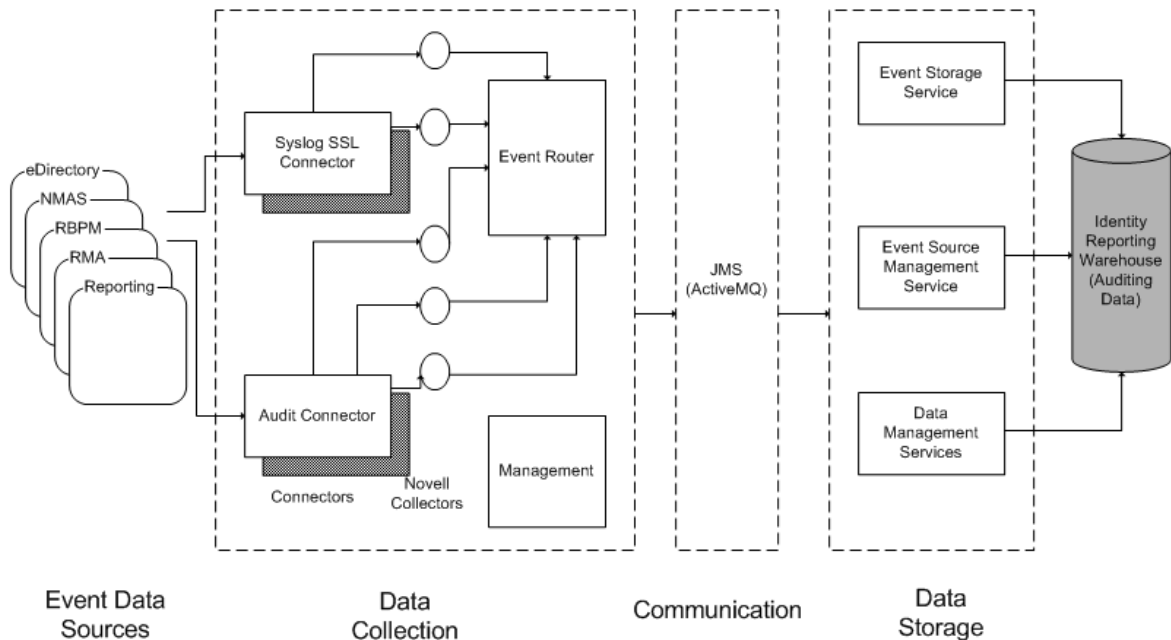 eDirectory
NMAS
RBPM
RMA
Reporting
Syslog SSL
Connector
Audit Connector
Connectors
Novell
Collectors
Event Router
Management
JMS
(ActiveMQ)
Event Storage
Service
Event Source
Management
Service
Data
Management
Services
Identity
Reporting
Warehouse
(Auditing
Data)
Event Data
Sources
Data
Collection
Communication
Data
Storage